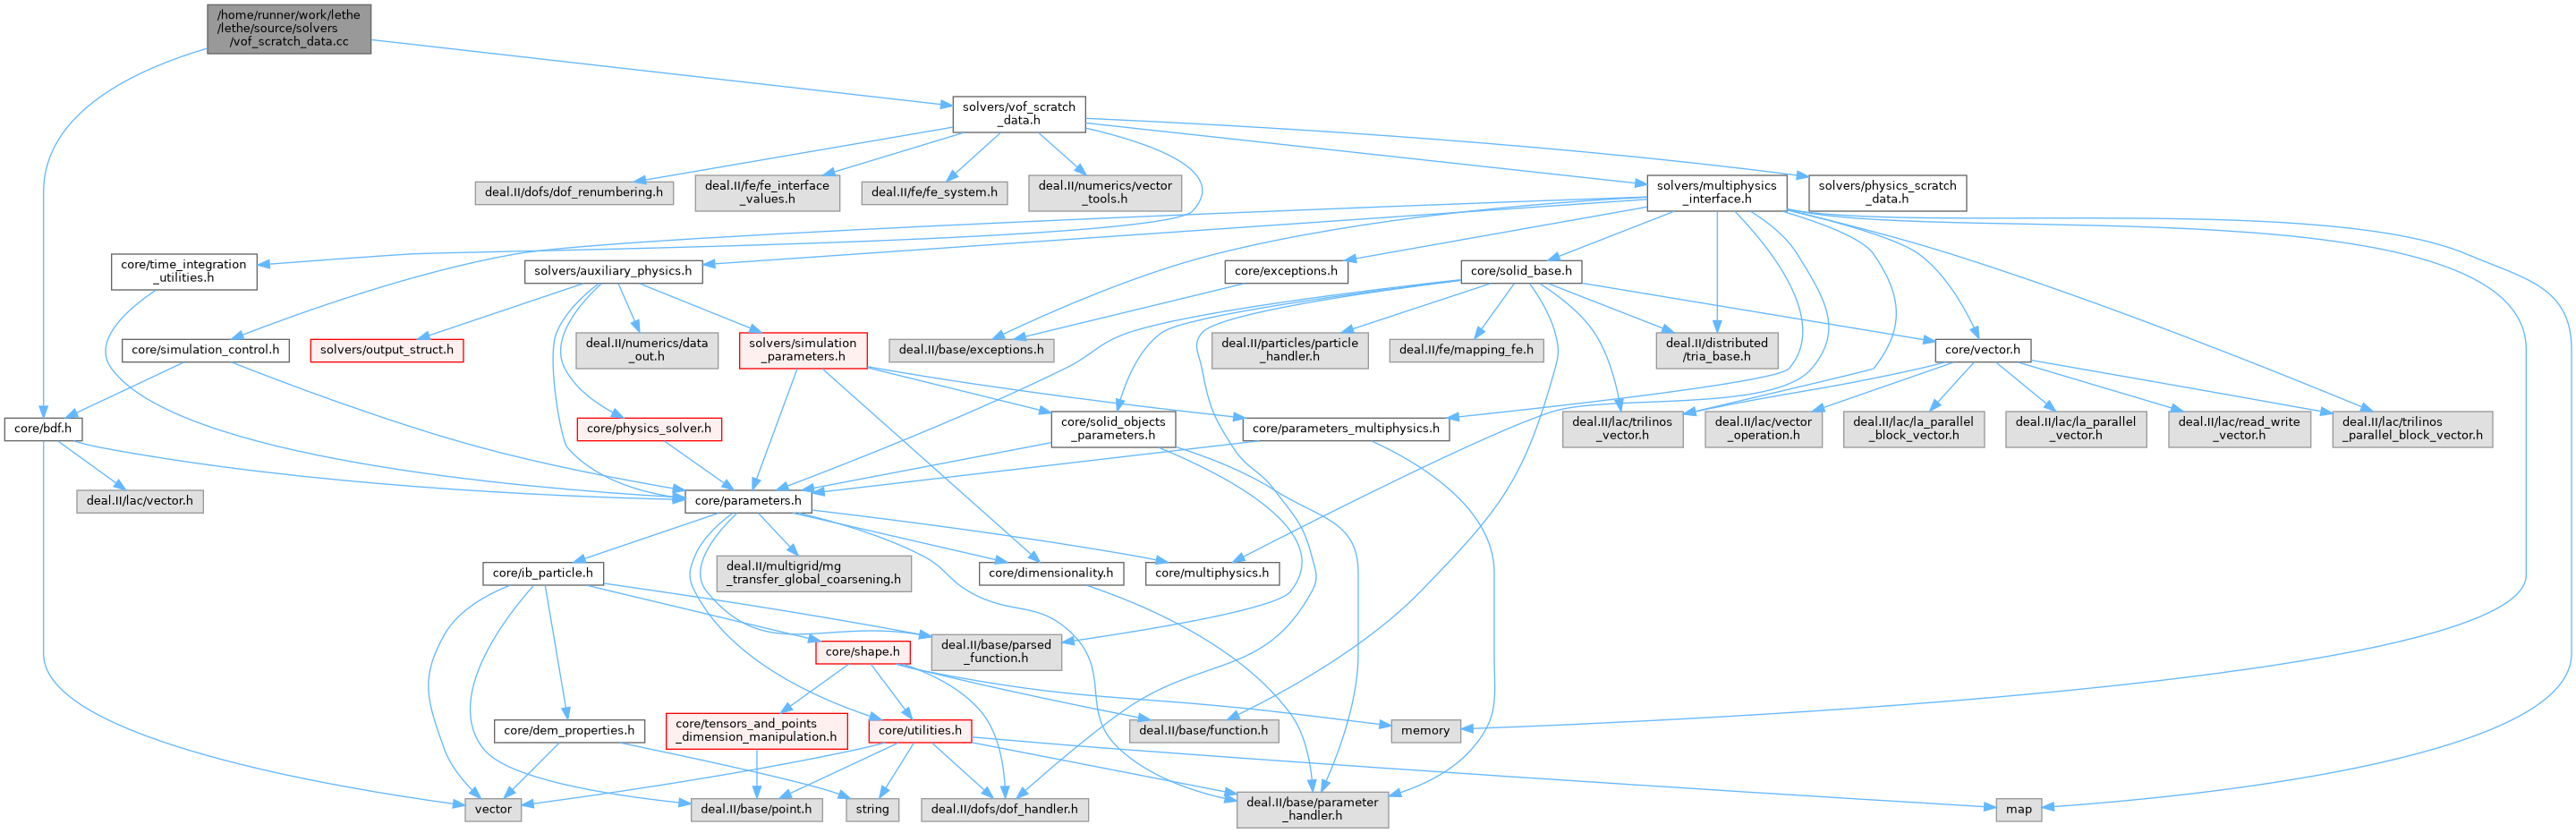 /home/runner/work/lethe
/lethe/source/solvers
/vof_scratch_data.cc
solvers/vof_scratch
_data.h
deal.II/dofs/dof_renumbering.h
deal.II/fe/fe_interface
_values.h
deal.II/fe/fe_system.h
deal.II/numerics/vector
_tools.h
solvers/multiphysics
_interface.h
solvers/physics_scratch
_data.h
core/time_integration
_utilities.h
solvers/auxiliary_physics.h
core/exceptions.h
core/solid_base.h
core/simulation_control.h
solvers/output_struct.h
deal.II/numerics/data
_out.h
solvers/simulation
_parameters.h
deal.II/base/exceptions.h
deal.II/particles/particle
_handler.h
deal.II/fe/mapping_fe.h
deal.II/distributed
/tria_base.h
core/vector.h
core/bdf.h
core/physics_solver.h
core/solid_objects
_parameters.h
core/parameters_multiphysics.h
deal.II/lac/trilinos
_vector.h
deal.II/lac/vector
_operation.h
deal.II/lac/la_parallel
_block_vector.h
deal.II/lac/la_parallel
_vector.h
deal.II/lac/read_write
_vector.h
deal.II/lac/trilinos
_parallel_block_vector.h
deal.II/lac/vector.h
core/parameters.h
core/ib_particle.h
deal.II/multigrid/mg
_transfer_global_coarsening.h
core/dimensionality.h
core/multiphysics.h
core/shape.h
deal.II/base/parsed
_function.h
core/dem_properties.h
core/tensors_and_points
_dimension_manipulation.h
core/utilities.h
deal.II/base/function.h
memory
vector
deal.II/base/point.h
string
deal.II/dofs/dof_handler.h
deal.II/base/parameter
_handler.h
map